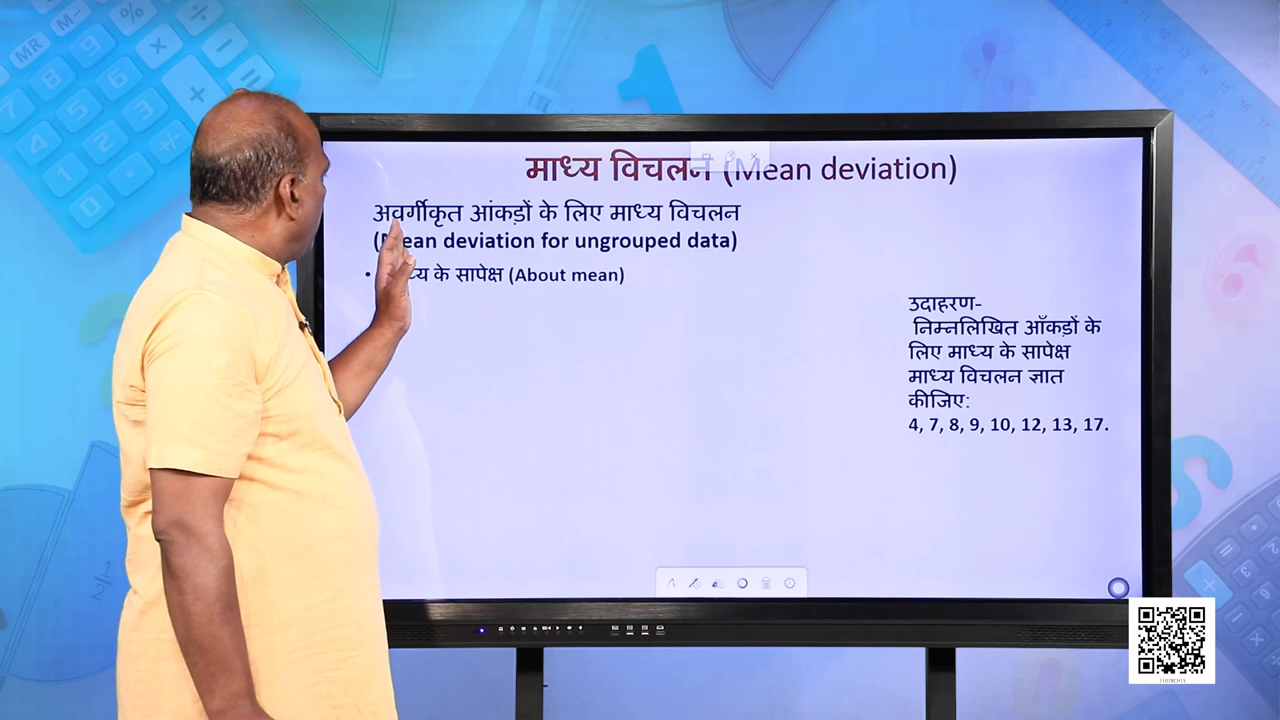 माध्य विचलन (Mean deviation)
अवर्गीकृत आंकड़ों के लिए माध्य विचलन
(Mean deviation for ungrouped data)
• के सापेक्ष (About mean)
उदाहरण-
निम्नलिखित आँकड़ों के
लिए माध्य के सापेक्ष
माध्य विचलन ज्ञात
कीजिए:
4, 7, 8, 9, 10, 12, 13, 17.